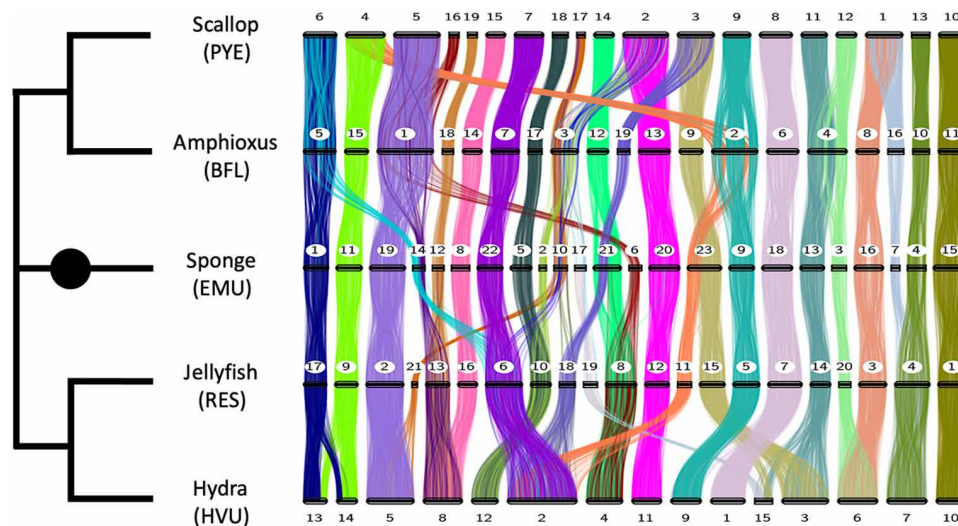 6 4 5 16 19 15 7 18 17 14 2 3 9 8 11 12 1 13 10
Scallop
(PYE)
5 15 1 18 14 7 17 3 12 19 13 9 2 6 4 8 16 10 11
Amphioxus
(BFL)
1 11 19 14 12 8 22 5 2 10 17 21 6 20 23 9 18 13 3 16 7 4 15
Sponge
(EMU)
17 9 2 21 13 16 6 10 18 19 8 12 11 15 5 7 14 20 3 4 1
Jellyfish
(RES)
Hydra
(HVU)
13 14 5 8 12 2 4 11 9 1 15 3 6 7 10